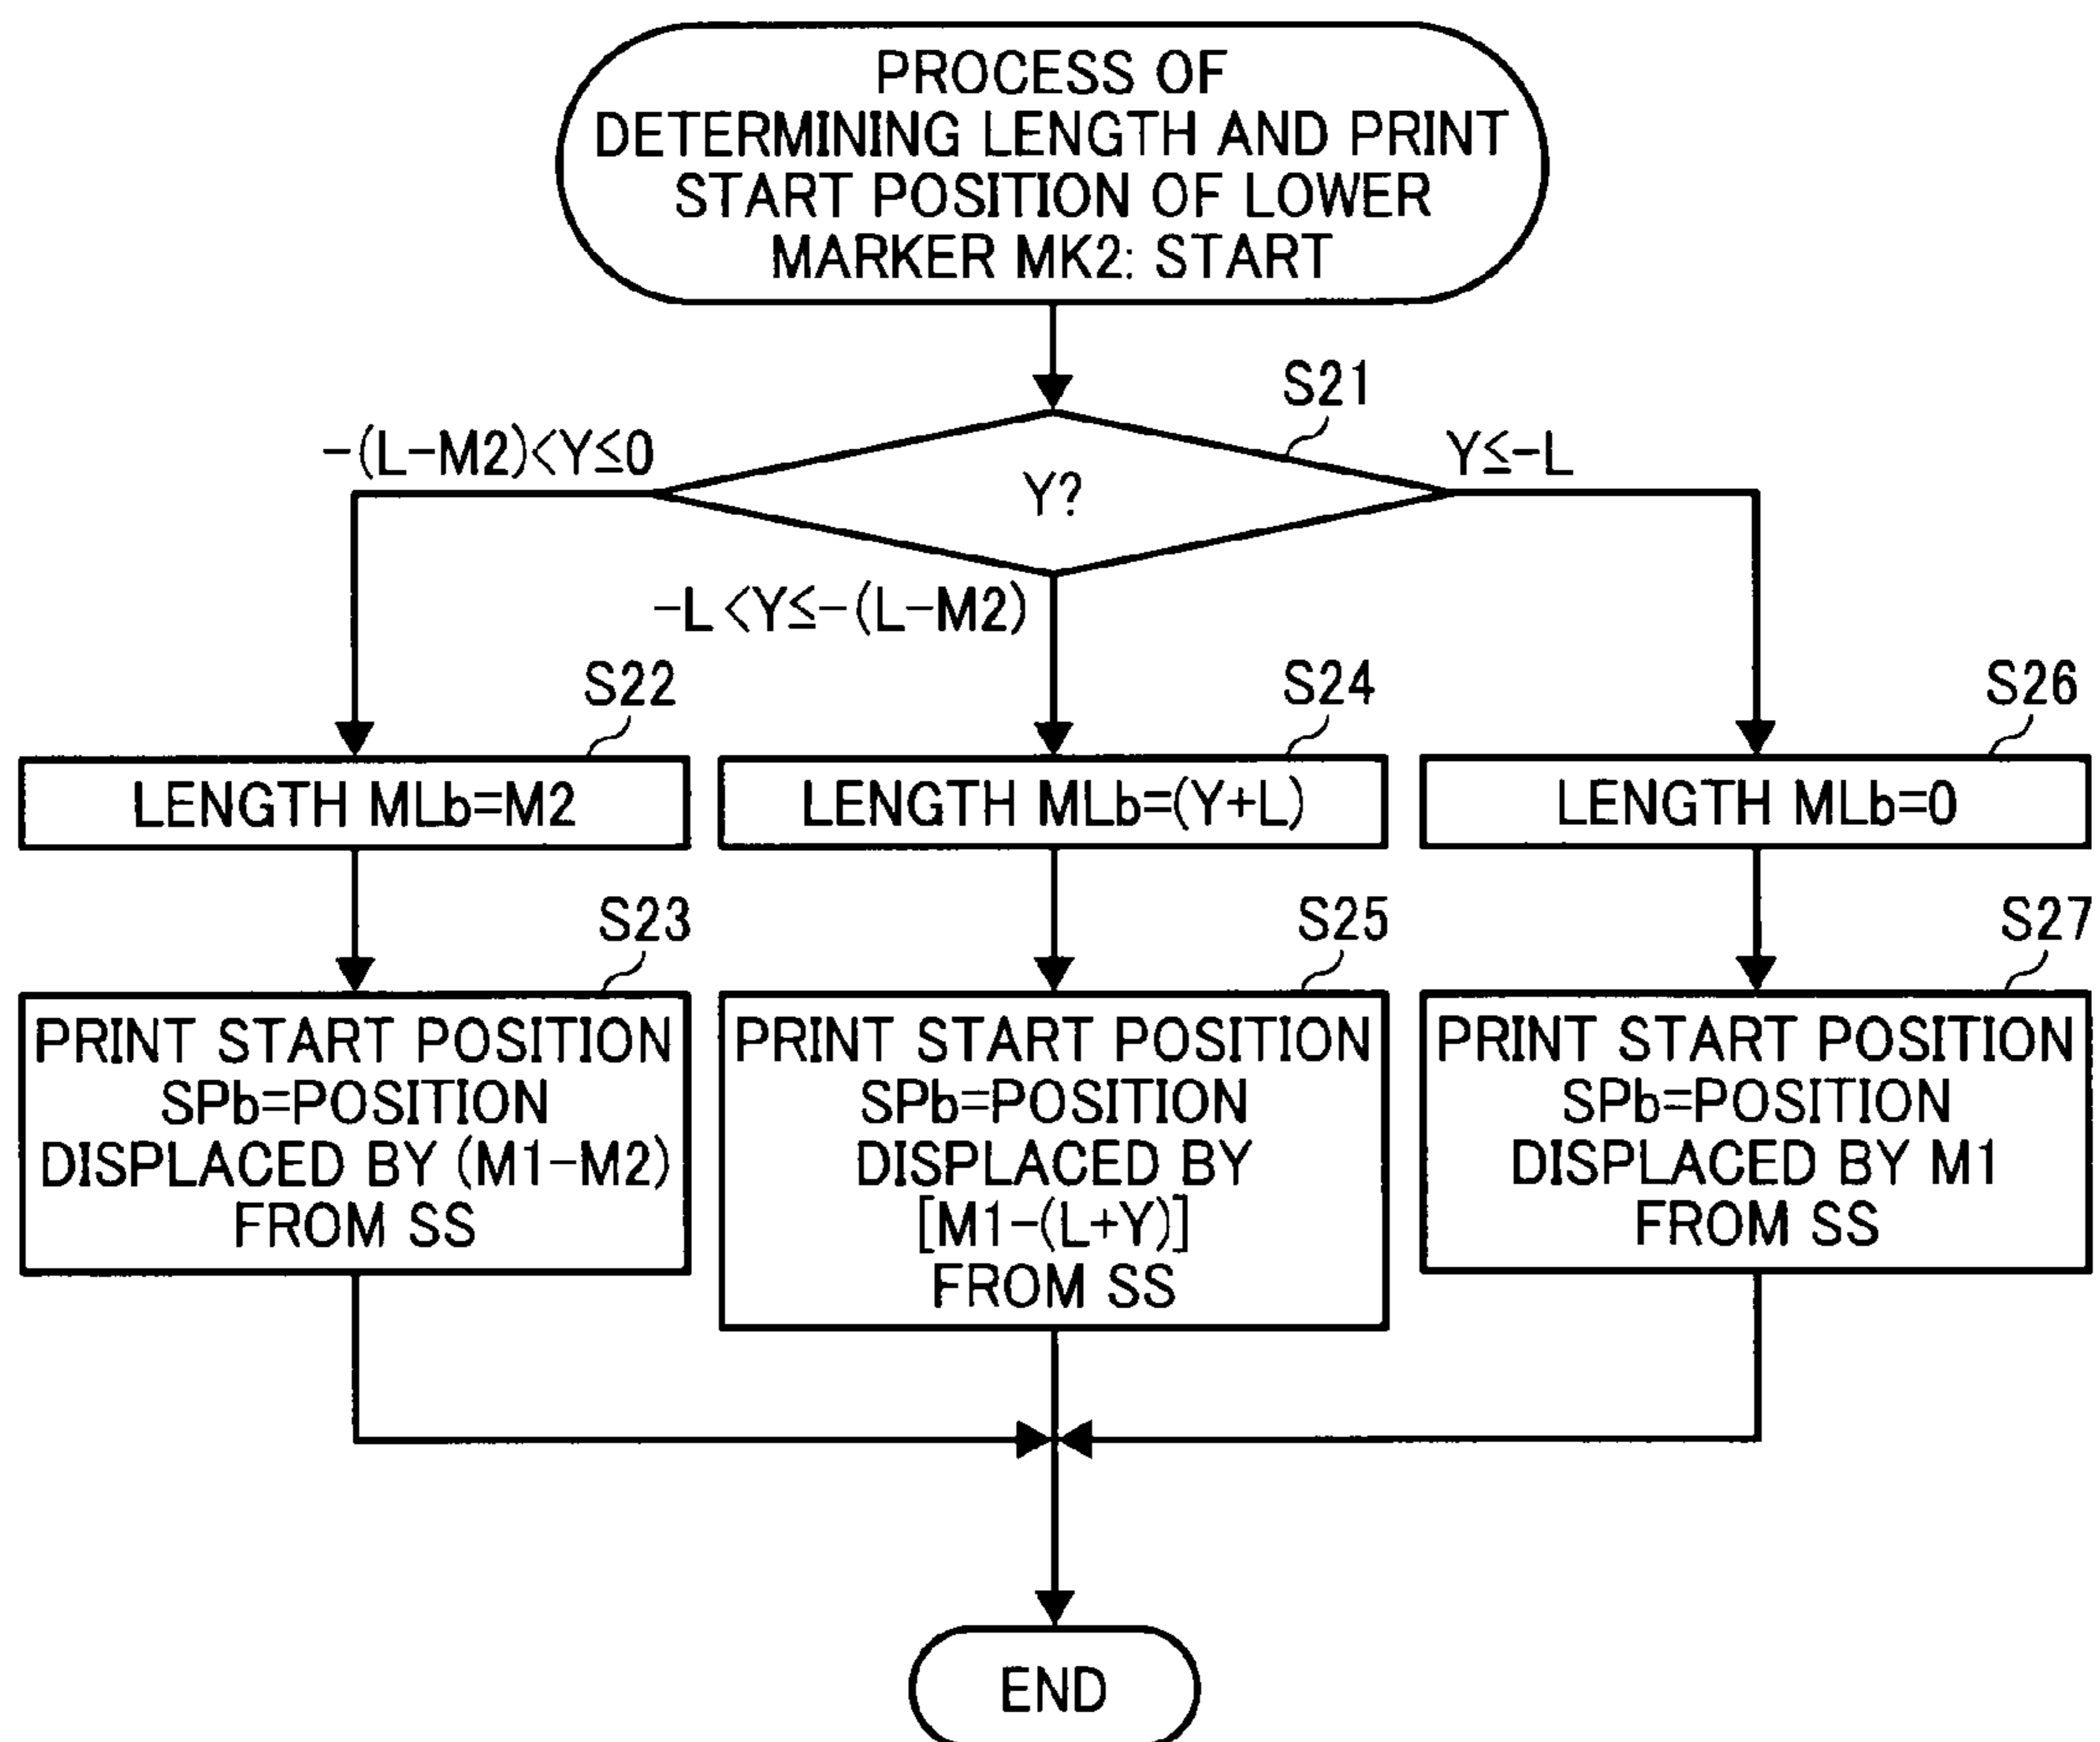 PROCESS OF
DETERMINING LENGTH AND PRINT
START POSITION OF LOWER
MARKER MK2: START
S21
-(L-M2)<Y≤0
Y?
Y≤-L
-L<Y≤-(L-M2)
S22
LENGTH MLb=M2
S24
LENGTH MLb=(Y+L)
S26
LENGTH MLb=0
S23
PRINT START POSITION
SPb=POSITION
DISPLACED BY (M1-M2)
FROM SS
S25
PRINT START POSITION
SPb=POSITION
DISPLACED BY
[M1-(L+Y)]
FROM SS
S27
PRINT START POSITION
SPb=POSITION
DISPLACED BY M1
FROM SS
END